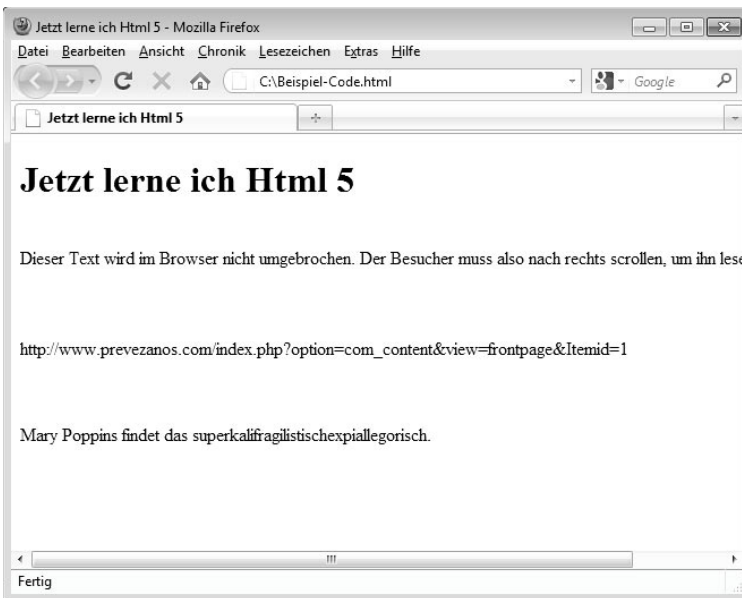 Jetzt lerne ich Html 5 - Mozilla Firefox
Datei Bearbeiten Ansicht Chronik Lesezeichen Extras Hilfe
C:\Beispiel-Code.html Google
Jetzt lerne ich Html 5
Jetzt lerne ich Html 5
Dieser Text wird im Browser nicht umgebrochen. Der Besucher muss also nach rechts scrollen, um ihn lese
http://www.prevezanos.com/index.php?option=com_content&view=frontpage&Itemid=1
Mary Poppins findet das superkalifragilistischexpiallegorisch.
Fertig